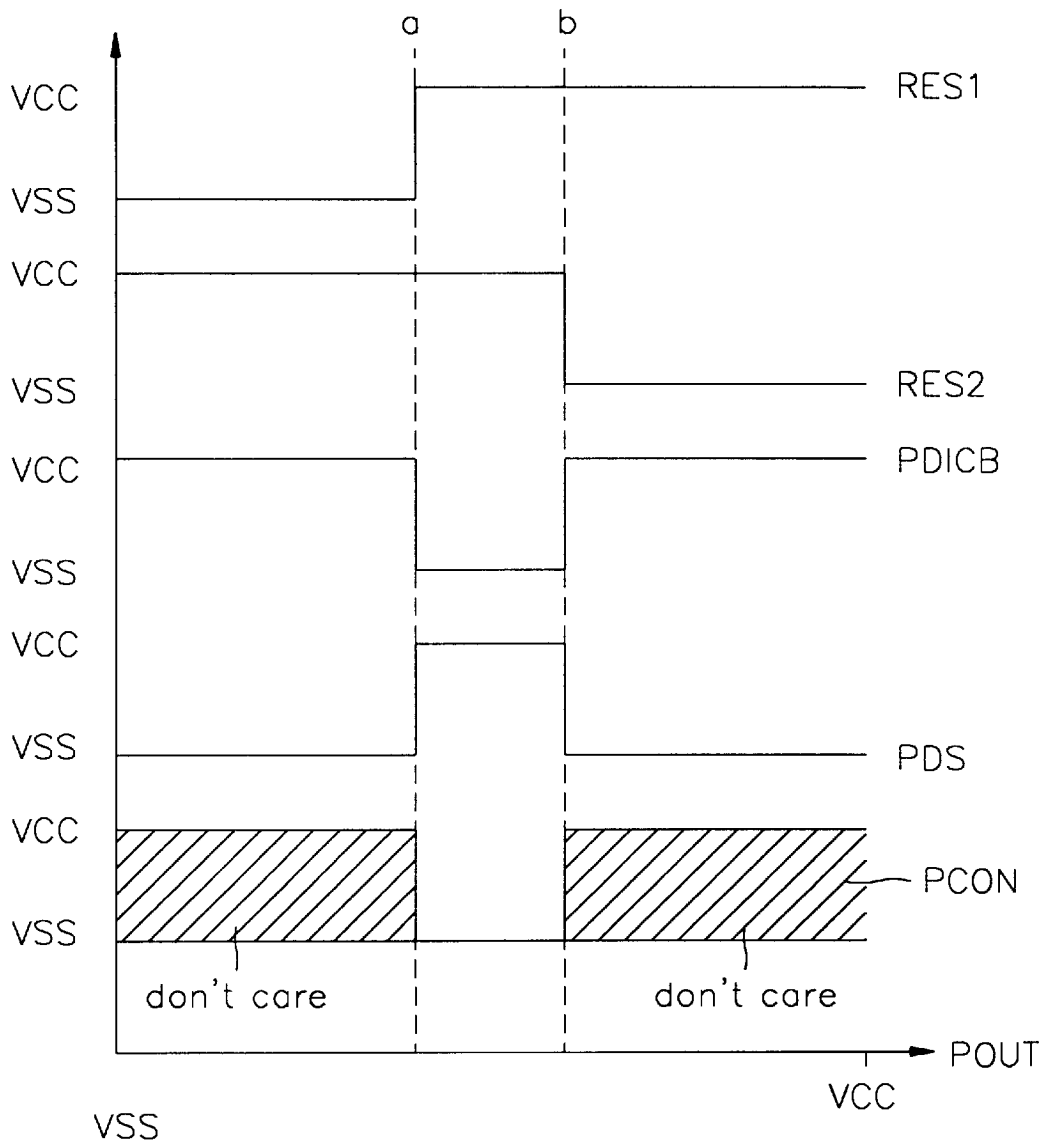 a b
VCC RES1
VSS
VCC
VSS RES2
VCC PDICB
VSS
VCC
VSS PDS
VCC
PCON
VSS
don't care don't care
POUT
VCC
VSS